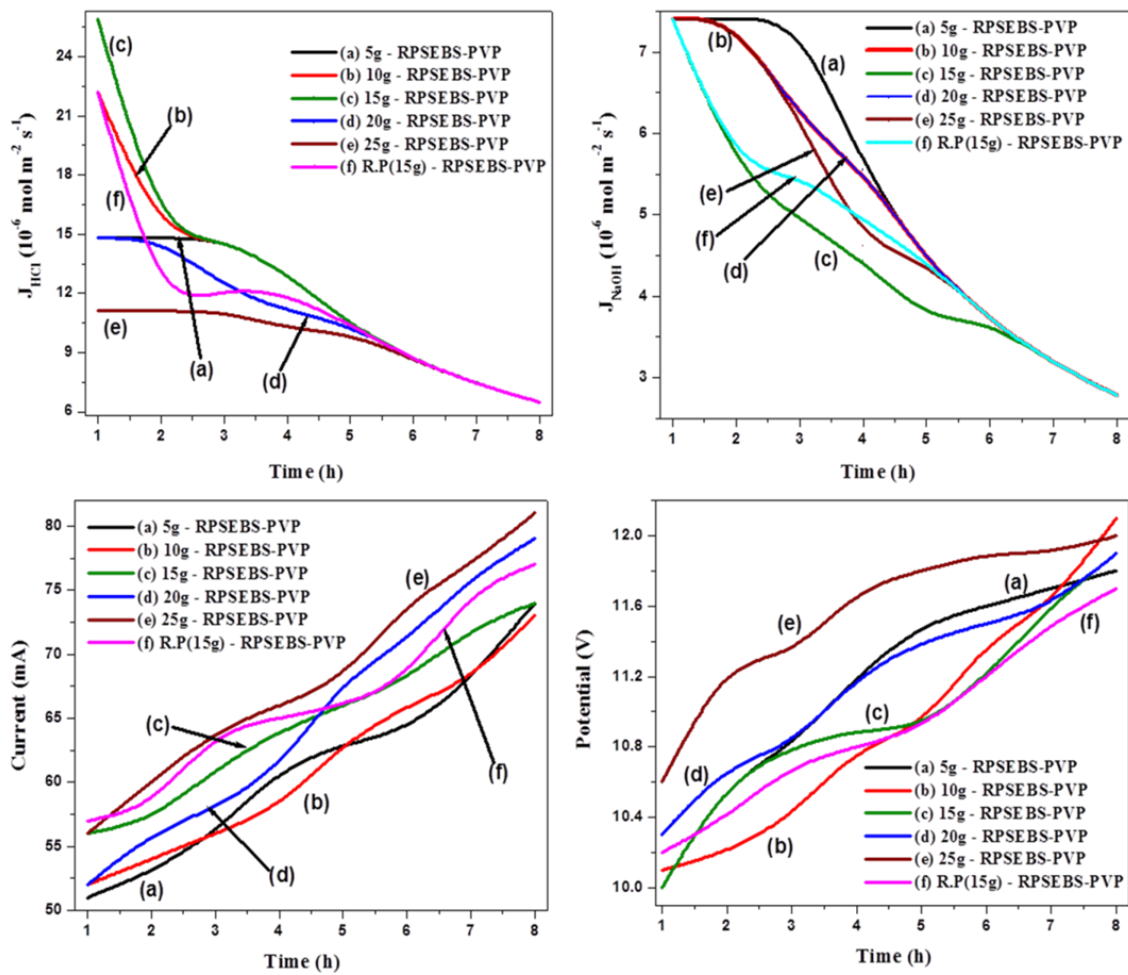 J_HCl (10⁻⁶ mol m⁻² s⁻¹)
26
24
21
18
15
12
9
6
(c)
(b)
(f)
(e)
(a)
(d)
(a) 5g - RPSEBS-PVP
(b) 10g - RPSEBS-PVP
(c) 15g - RPSEBS-PVP
(d) 20g - RPSEBS-PVP
(e) 25g - RPSEBS-PVP
(f) R.P(15g) - RPSEBS-PVP
1 2 3 4 5 6 7 8
Time (h)
J_NaOH (10⁻⁶ mol m⁻² s⁻¹)
7
6
5
4
3
(b)
(a)
(e)
(f)
(d)
(c)
(a) 5g - RPSEBS-PVP
(b) 10g - RPSEBS-PVP
(c) 15g - RPSEBS-PVP
(d) 20g - RPSEBS-PVP
(e) 25g - RPSEBS-PVP
(f) R.P(15g) - RPSEBS-PVP
1 2 3 4 5 6 7 8
Time (h)
Current (mA)
80
75
70
65
60
55
50
(a) 5g - RPSEBS-PVP
(b) 10g - RPSEBS-PVP
(c) 15g - RPSEBS-PVP
(d) 20g - RPSEBS-PVP
(e) 25g - RPSEBS-PVP
(f) R.P(15g) - RPSEBS-PVP
(e)
(c)
(f)
(b)
(d)
(a)
1 2 3 4 5 6 7 8
Time (h)
Potential (V)
12.0
11.6
11.2
10.8
10.4
10.0
(a)
(e)
(f)
(c)
(d)
(b)
(a) 5g - RPSEBS-PVP
(b) 10g - RPSEBS-PVP
(c) 15g - RPSEBS-PVP
(d) 20g - RPSEBS-PVP
(e) 25g - RPSEBS-PVP
(f) R.P(15g) - RPSEBS-PVP
1 2 3 4 5 6 7 8
Time (h)